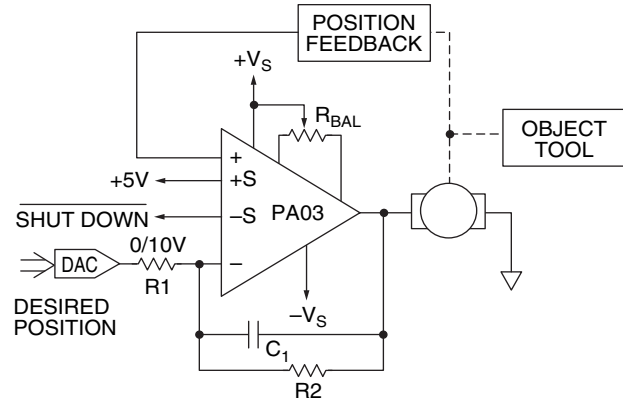 POSITION
FEEDBACK
+VS
RBAL
OBJECT
TOOL
+
+5V
+S
SHUT DOWN
−S
PA03
0/10V
DAC
−
R1
DESIRED
POSITION
−VS
C1
R2